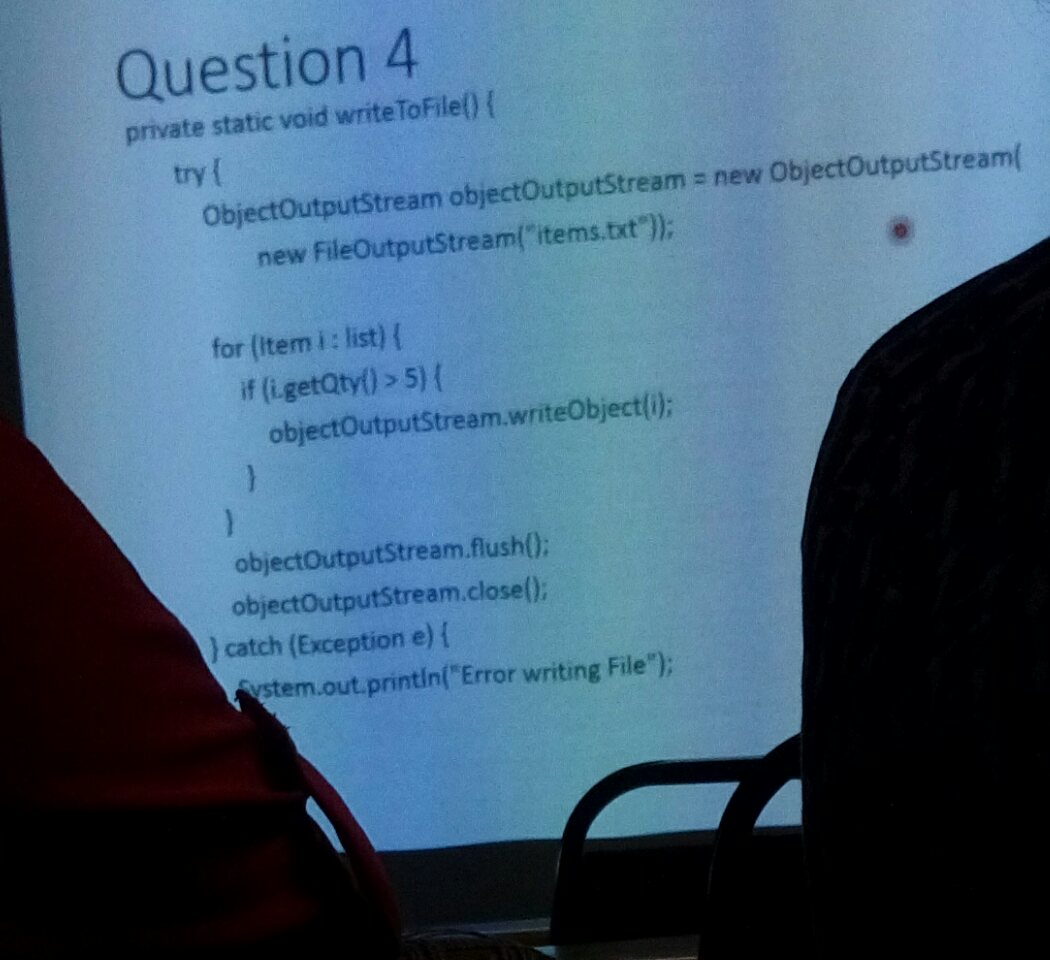 Question 4
private static void writeToFile() {
try {
ObjectOutputStream objectOutputStream = new ObjectOutputStream(
new FileOutputStream("items.txt"));
for (Item i : list) {
if (i.getQty() > 5) {
objectOutputStream.writeObject(i);
}
}
objectOutputStream.flush();
objectOutputStream.close();
} catch (Exception e) {
System.out.println("Error writing File");